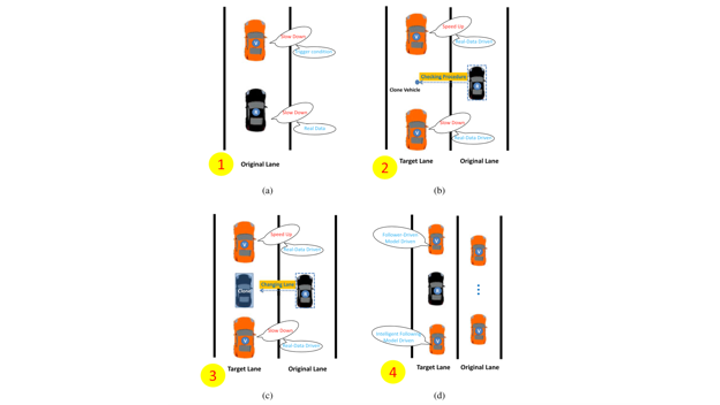 Slow Down
Trigger condition
Slow Down
Real Data
1
Original Lane
(a)
Speed-Up
Real-Data Driven
Checking Procedure
Clone Vehicle
Slow Down
Real-Data Driven
2
Target Lane
Original Lane
(b)
Speed-Up
Real-Data Driven
Clone
Changing Lane
Slow Down
Real-Data Driven
3
Target Lane
Original Lane
(c)
Follower-Driven
Model Driven
Intelligent Following
Model Driven
4
Target Lane
Original Lane
(d)